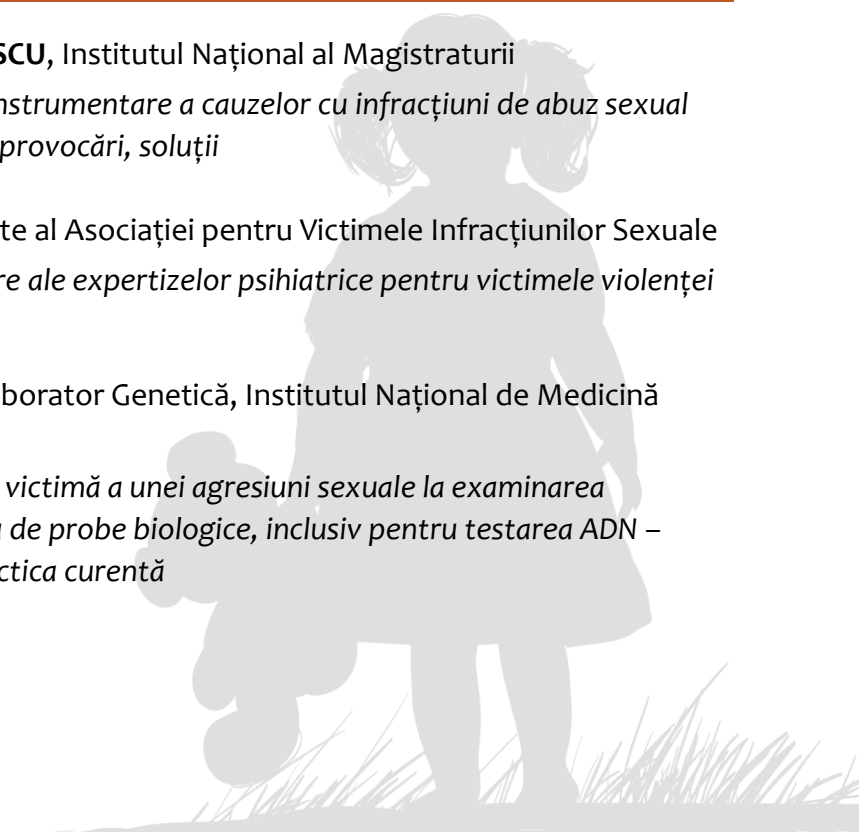 SCU, Institutul Național al Magistraturii
nstrumentare a cauzelor cu infracțiuni de abuz sexual
provocări, soluții
te al Asociației pentru Victimele Infracțiunilor Sexuale
re ale expertizelor psihiatrice pentru victimele violenței
borator Genetică, Institutul Național de Medicină
victimă a unei agresiuni sexuale la examinarea
de probe biologice, inclusiv pentru testarea ADN –
ctica curentă